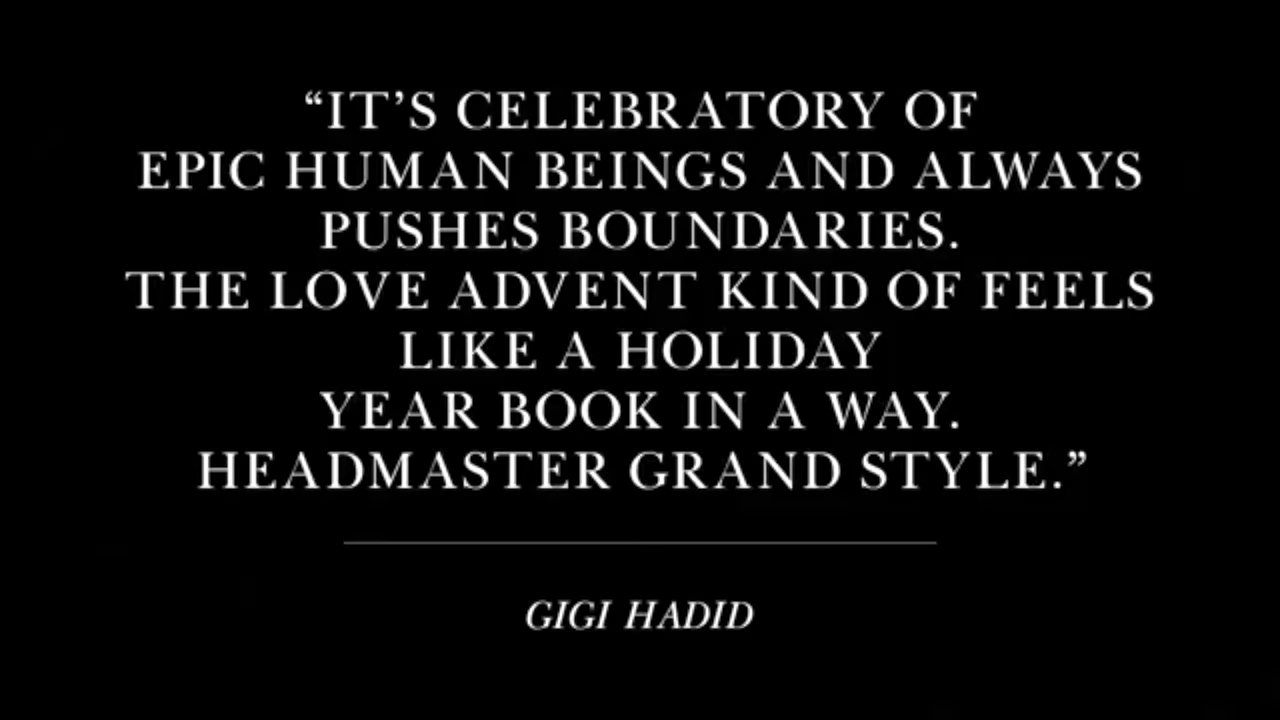 “IT’S CELEBRATORY OF
EPIC HUMAN BEINGS AND ALWAYS
PUSHES BOUNDARIES.
THE LOVE ADVENT KIND OF FEELS
LIKE A HOLIDAY
YEAR BOOK IN A WAY.
HEADMASTER GRAND STYLE.”
GIGI HADID